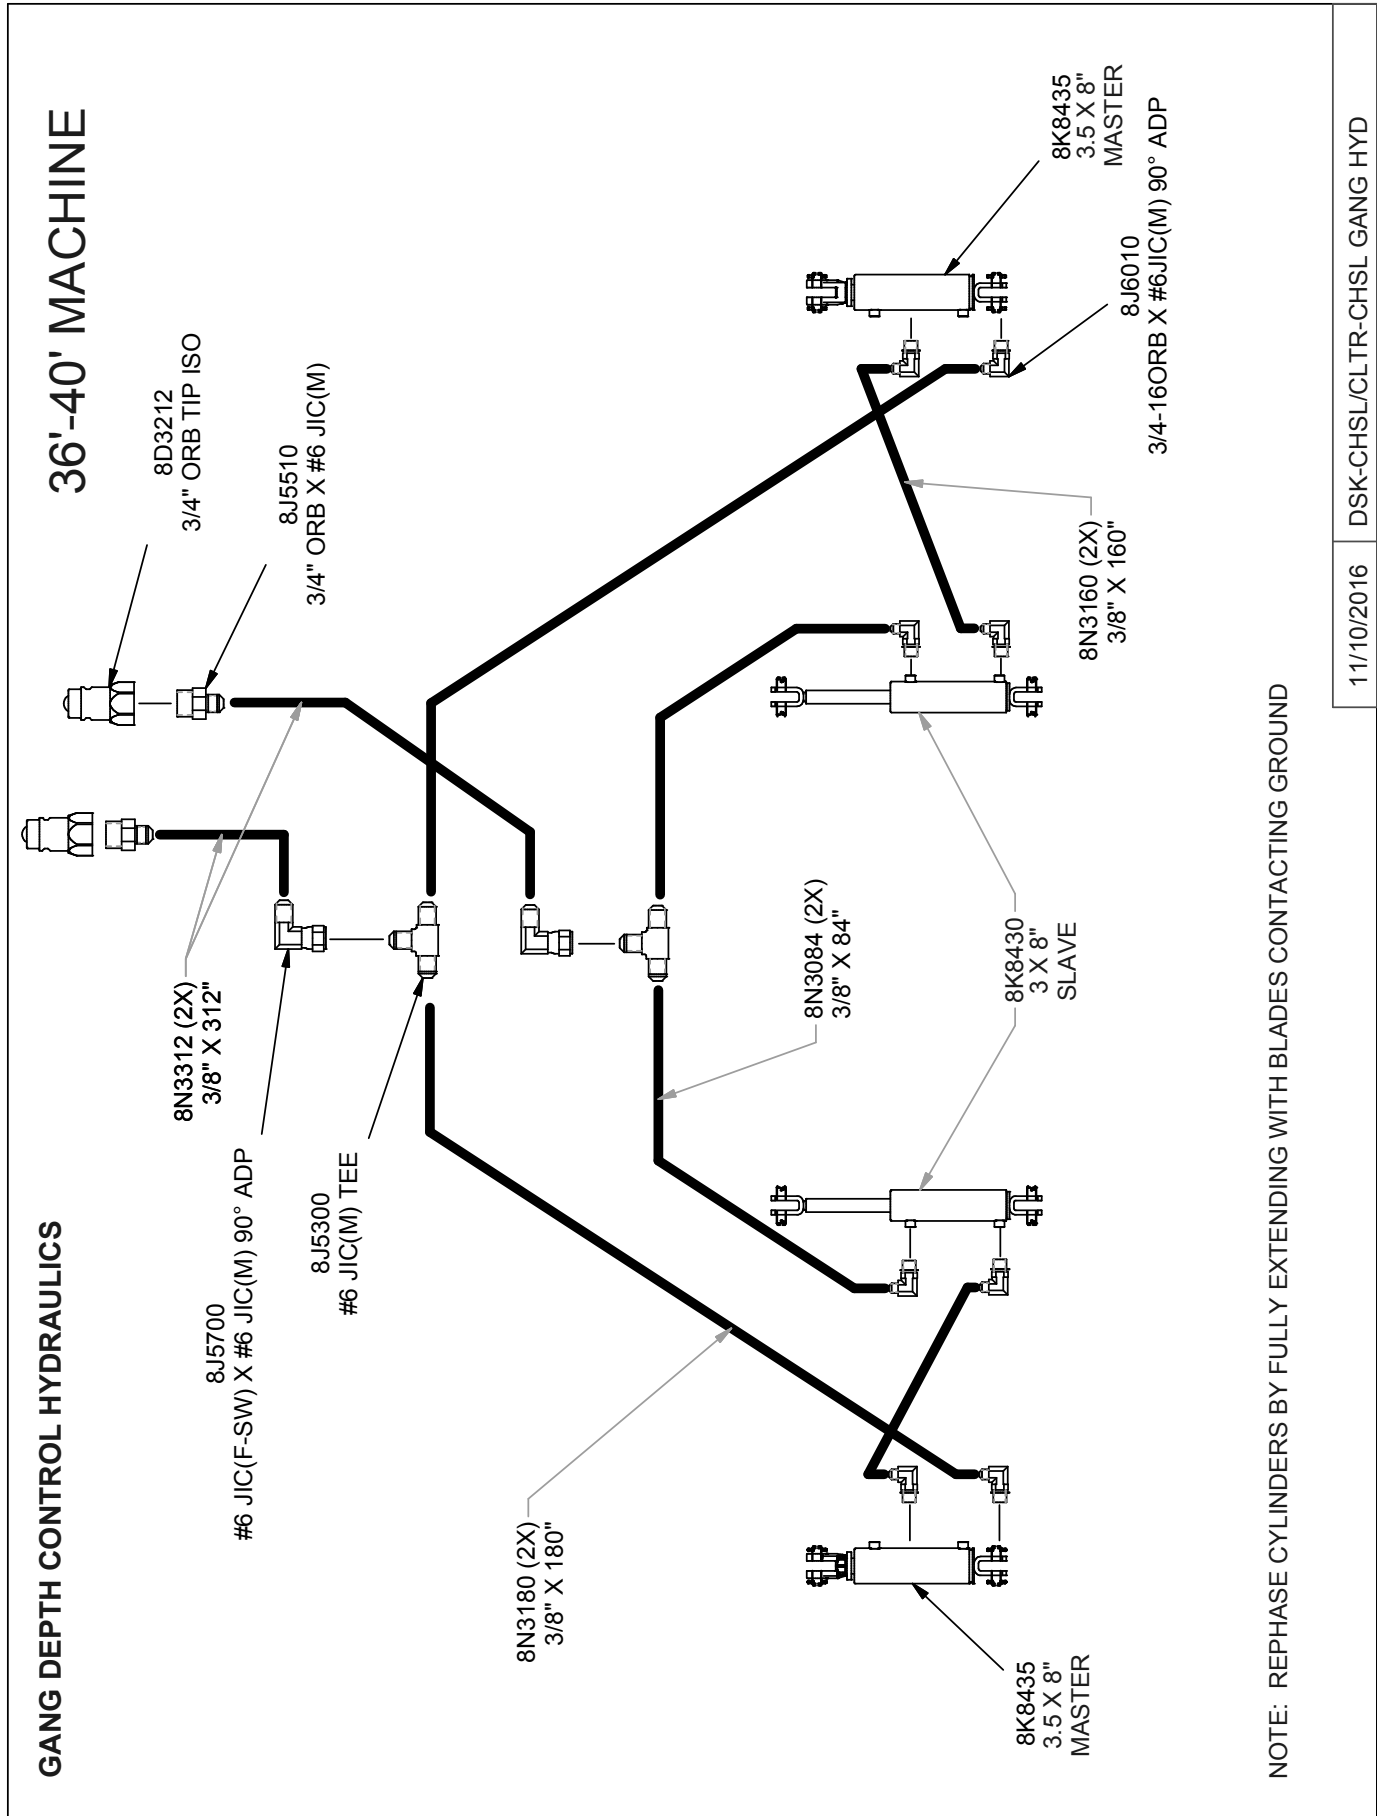 GANG DEPTH CONTROL HYDRAULICS
36'-40' MACHINE
8D3212
3/4" ORB TIP ISO
8J5510
3/4" ORB X #6 JIC(M)
8N3312 (2X)
3/8" X 312"
8J5700
#6 JIC(F-SW) X #6 JIC(M) 90° ADP
8J5300
#6 JIC(M) TEE
8N3180 (2X)
3/8" X 180"
8N3084 (2X)
3/8" X 84"
8K8430
3 X 8"
SLAVE
8N3160 (2X)
3/8" X 160"
8K8435
3.5 X 8"
MASTER
8J6010
3/4-16ORB X #6JIC(M) 90° ADP
8K8435
3.5 X 8"
MASTER
NOTE: REPHASE CYLINDERS BY FULLY EXTENDING WITH BLADES CONTACTING GROUND
11/10/2016 DSK-CHSL/CLTR-CHSL GANG HYD